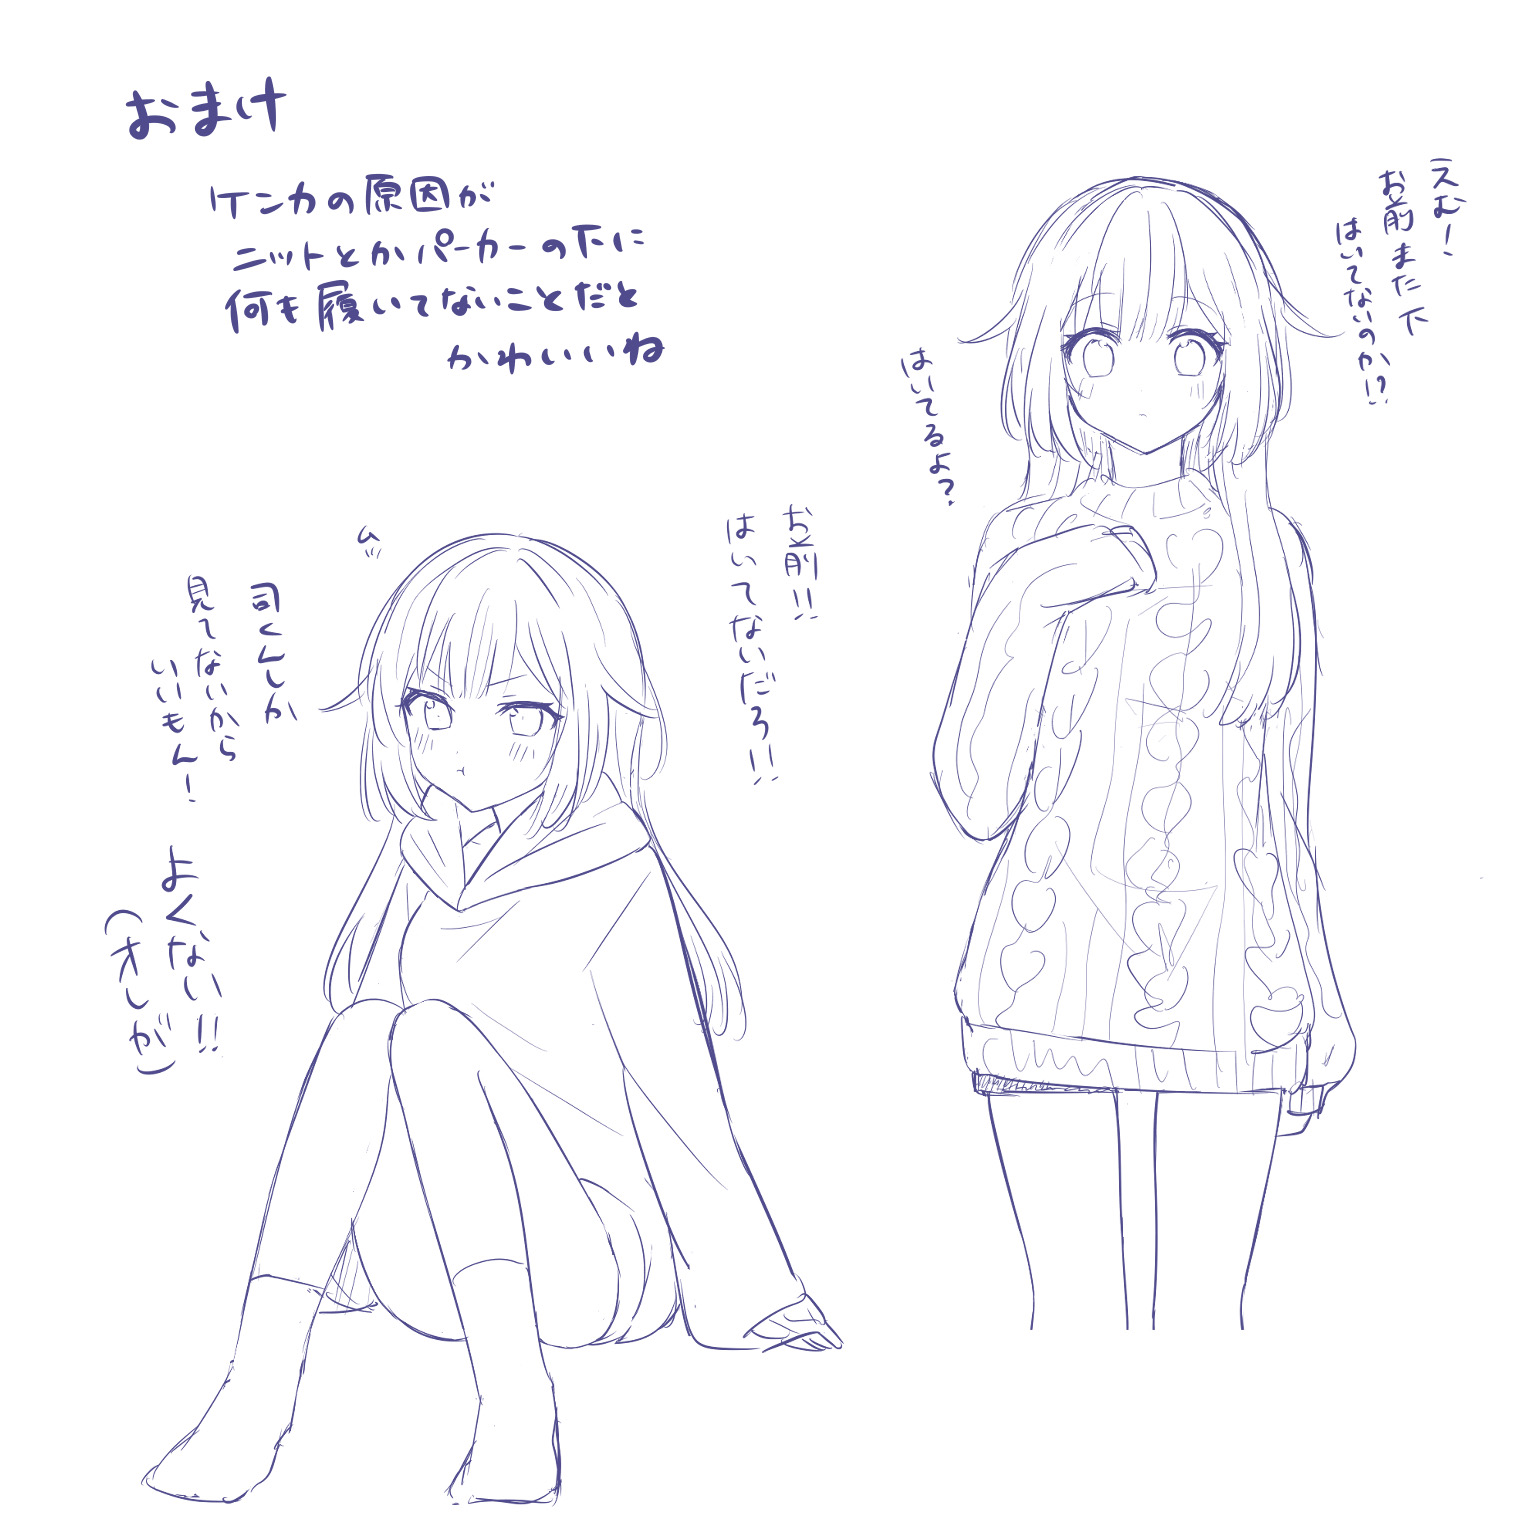 おまけ
ケンカの原因が
ニットとかパーカーの下に
何も履いてないことだと
かわいいね
えむ!
お前また下
はいてないのか!?
はいてるよ?
お前!!
はいてないだろ!!
ムッ
司くんしか
見てないから
いいもん!
よくない!!
(オレが)